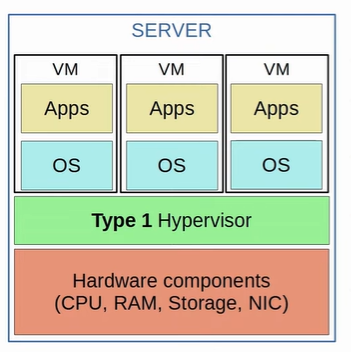 SERVER
VM VM VM
Apps Apps Apps
OS OS OS
Type 1 Hypervisor
Hardware components
(CPU, RAM, Storage, NIC)